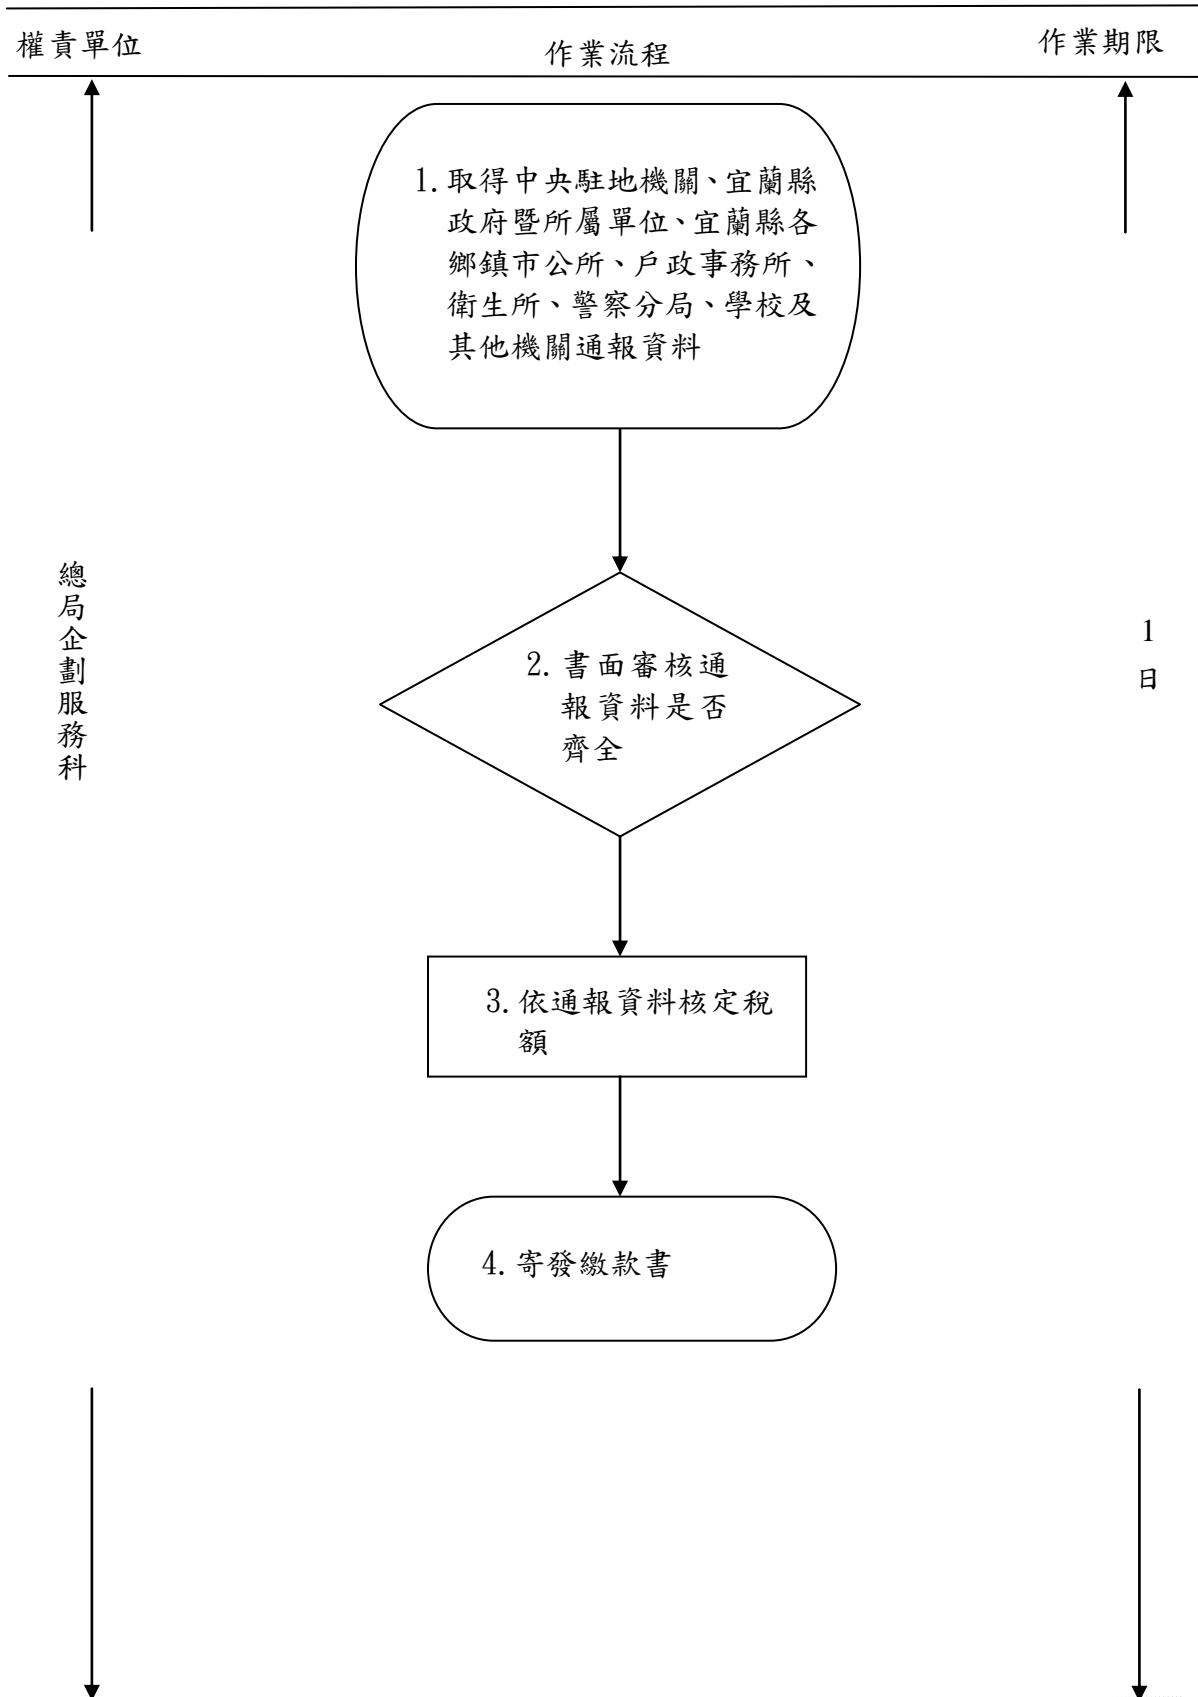 權責單位
作業流程
作業期限
1.取得中央駐地機關、宜蘭縣
政府暨所屬單位、宜蘭縣各
鄉鎮市公所、戶政事務所、
衛生所、警察分局、學校及
其他機關通報資料
總局企劃服務科
2.書面審核通
報資料是否
齊全
1
日
3.依通報資料核定稅
額
4.寄發繳款書